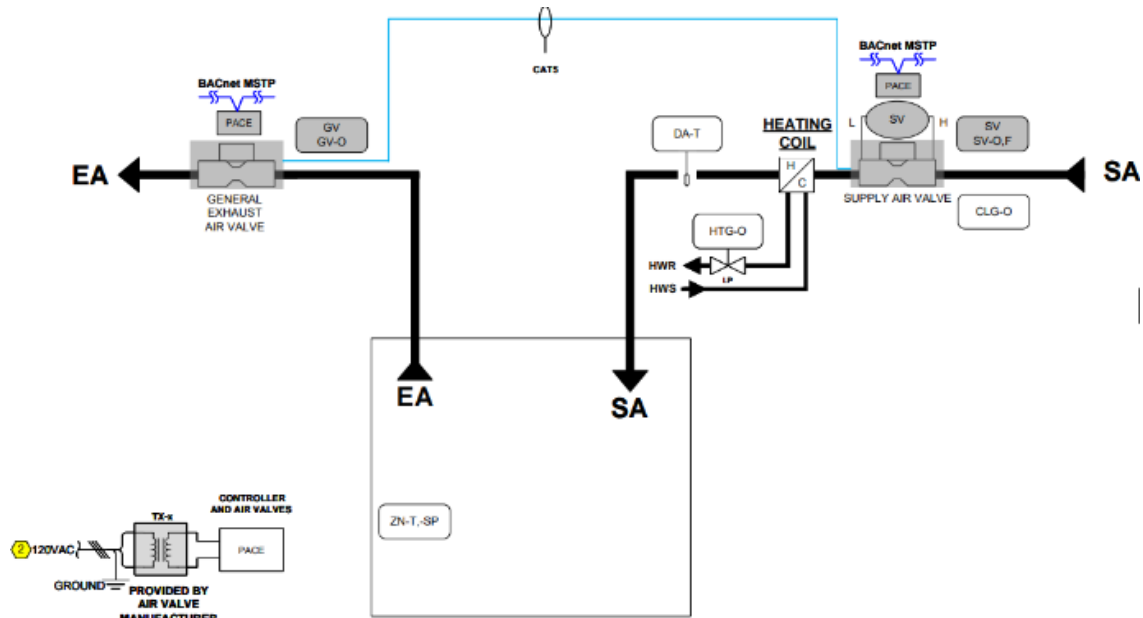 CAT5
BACnet MSTP
PACE
GV
GV-O
EA
GENERAL
EXHAUST
AIR VALVE
BACnet MSTP
PACE
SV
L
H
SV
SV-O,F
SA
SUPPLY AIR VALVE
CLG-O
DA-T
HEATING
COIL
H
C
HTG-O
HWR
LP
HWS
EA
SA
ZN-T,-SP
CONTROLLER
AND AIR VALVES
TX-x
2
120VAC
PACE
GROUND
PROVIDED BY
AIR VALVE
MANUFACTURER